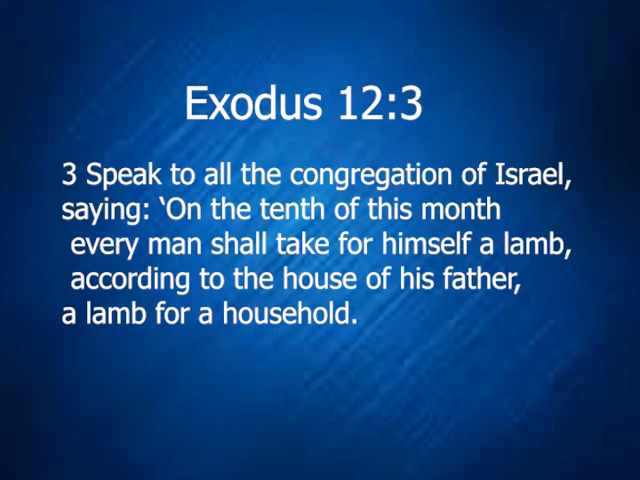 Exodus 12:3
3 Speak to all the congregation of Israel,
saying: ‘On the tenth of this month
every man shall take for himself a lamb,
according to the house of his father,
a lamb for a household.